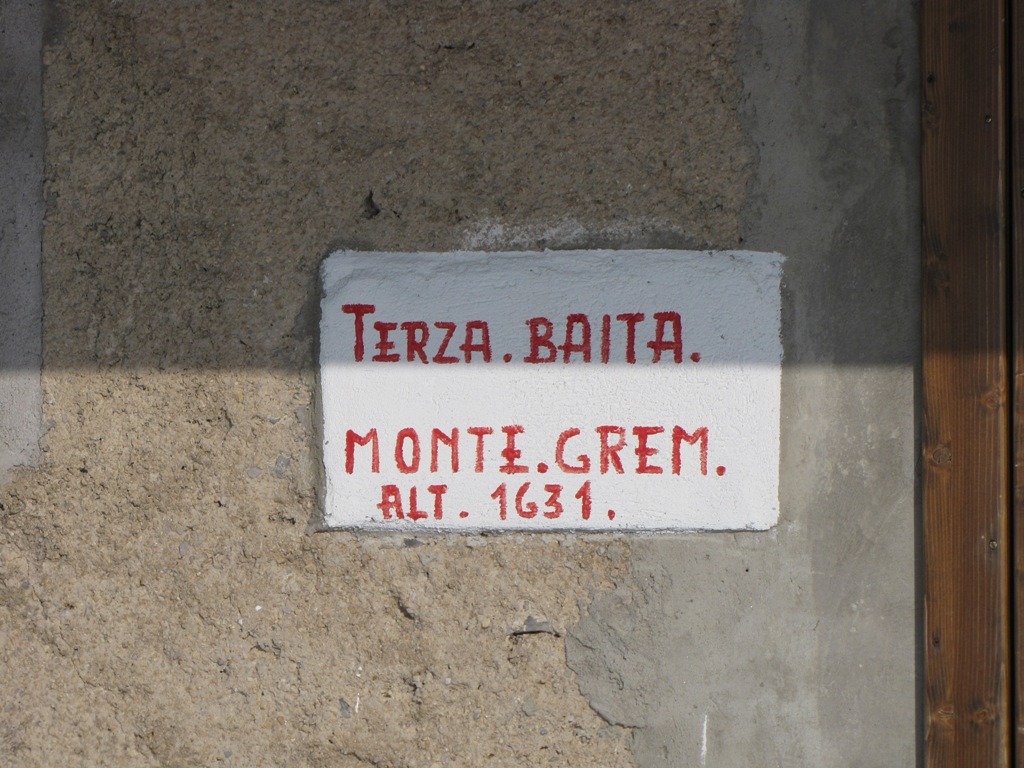 TERZA. BAITA.
MONTE. GREM.
ALT. 1631.